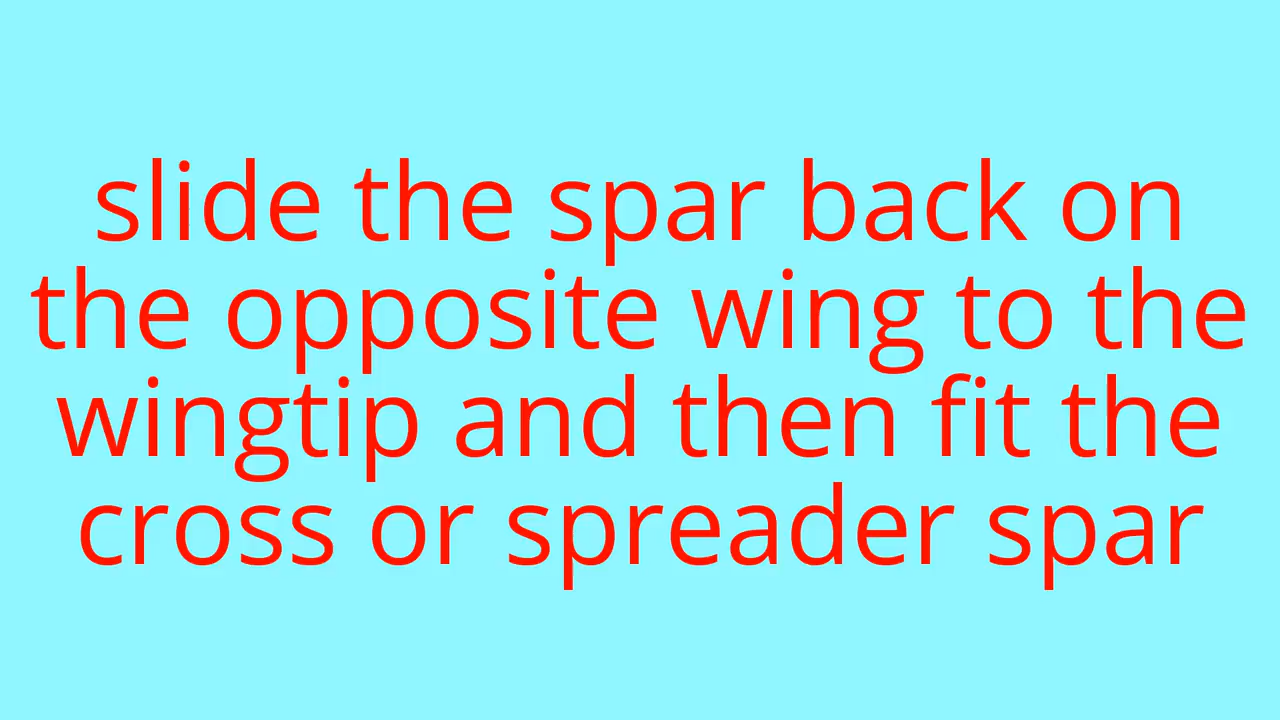 slide the spar back on
the opposite wing to the
wingtip and then fit the
cross or spreader spar